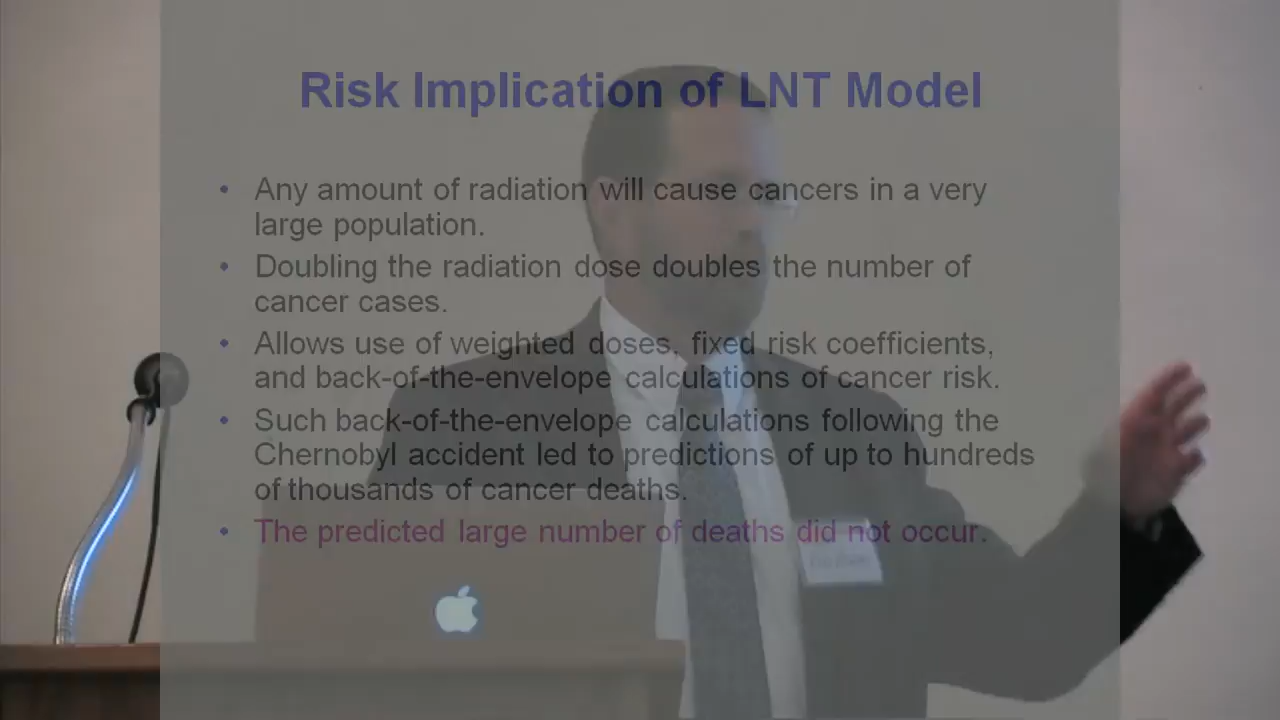 Risk Implication of LNT Model
• Any amount of radiation will cause cancers in a very
large population.
• Doubling the radiation dose doubles the number of
cancer cases.
• Allows use of weighted doses, fixed risk coefficients,
and back-of-the-envelope calculations of cancer risk.
• Such back-of-the-envelope calculations following the
Chernobyl accident led to predictions of up to hundreds
of thousands of cancer deaths.
• The predicted large number of deaths did not occur.